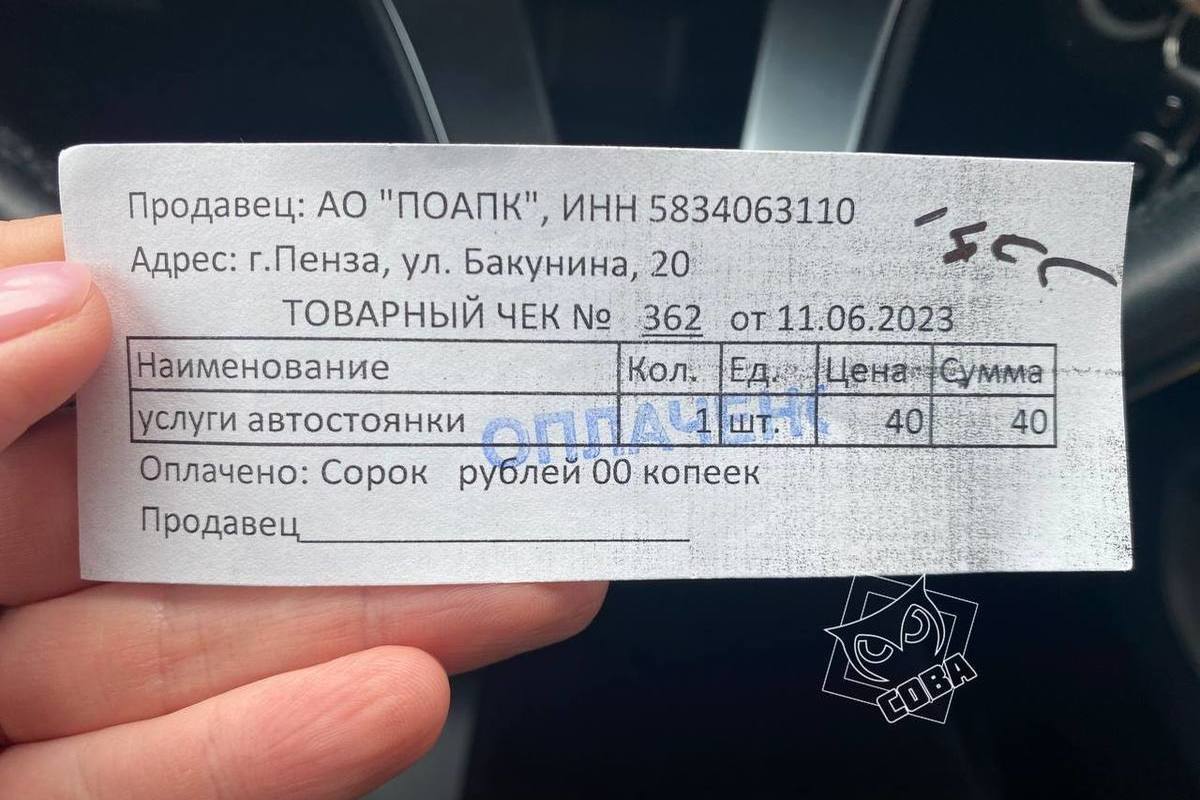 Продавец: АО "ПОАПК", ИНН 5834063110
Адрес: г.Пенза, ул. Бакунина, 20
ТОВАРНЫЙ ЧЕК № 362 от 11.06.2023
Наименование Кол. Ед. Цена Сумма
услуги автостоянки 1 шт. 40 40
ОПЛАЧЕНО
Оплачено: Сорок рублей 00 копеек
Продавец
СОВА